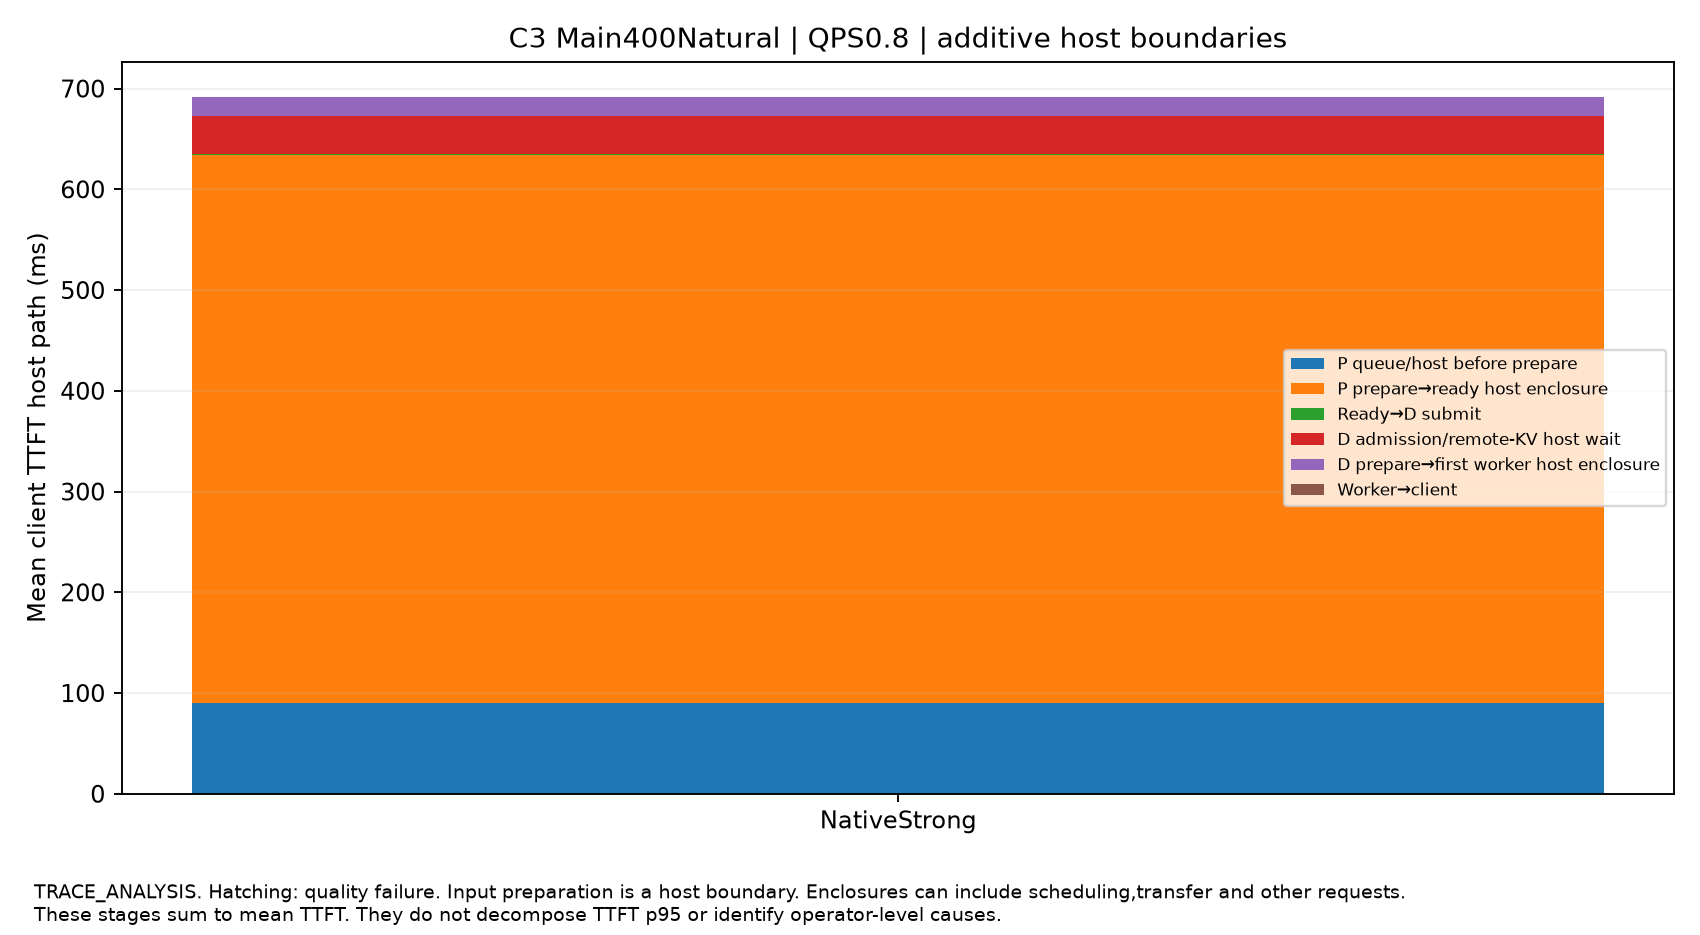 C3 Main400Natural | QPS0.8 | additive host boundaries
Mean client TTFT host path (ms)
700
600
500
400
300
200
100
0
P queue/host before prepare
P prepare→ready host enclosure
Ready→D submit
D admission/remote-KV host wait
D prepare→first worker host enclosure
Worker→client
NativeStrong
TRACE_ANALYSIS. Hatching: quality failure. Input preparation is a host boundary. Enclosures can include scheduling,transfer and other requests.
These stages sum to mean TTFT. They do not decompose TTFT p95 or identify operator-level causes.